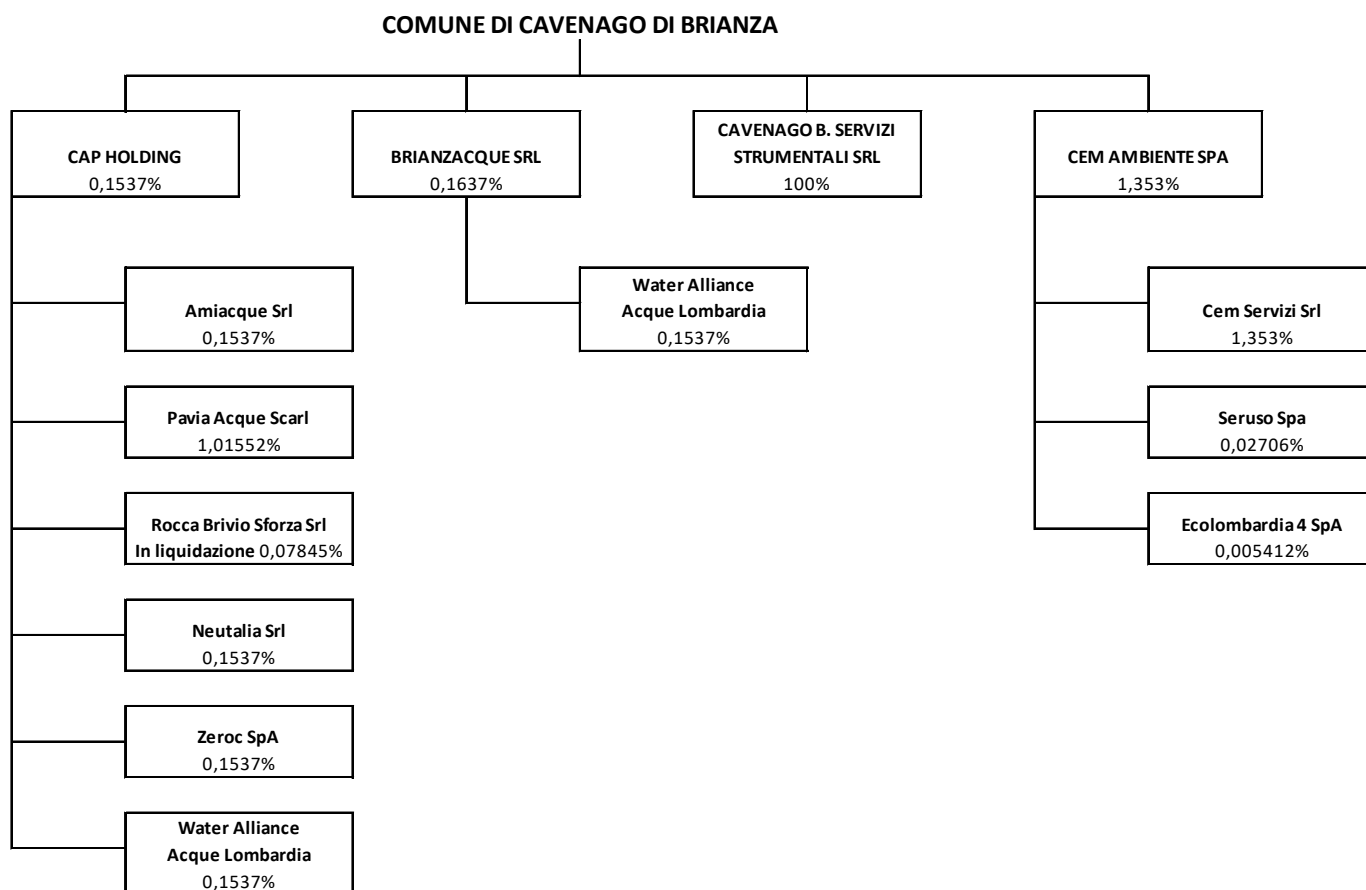 COMUNE DI CAVENAGO DI BRIANZA
CAP HOLDING
0,1537%
BRIANZACQUE SRL
0,1637%
CAVENAGO B. SERVIZI
STRUMENTALI SRL
100%
CEM AMBIENTE SPA
1,353%
Amiacque Srl
0,1537%
Pavia Acque Scarl
1,01552%
Rocca Brivio Sforza Srl
In liquidazione 0,07845%
Neutalia Srl
0,1537%
Zeroc SpA
0,1537%
Water Alliance
Acque Lombardia
0,1537%
Water Alliance
Acque Lombardia
0,1537%
Cem Servizi Srl
1,353%
Seruso Spa
0,02706%
Ecolombardia 4 SpA
0,005412%